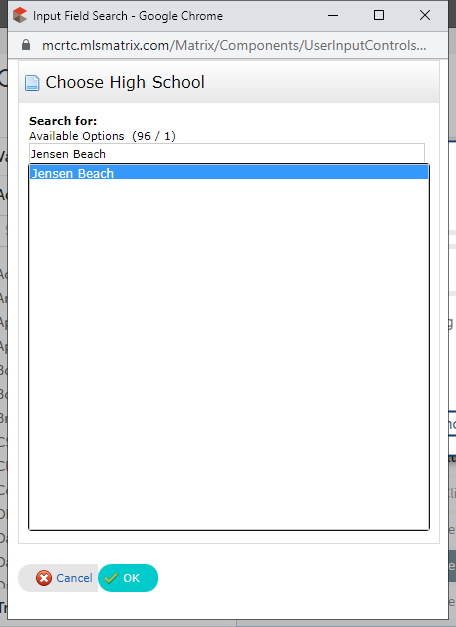 Input Field Search - Google Chrome
mcrtc.mlsmatrix.com/Matrix/Components/UserInputControls...
Choose High School
Search for:
Available Options (96 / 1)
Jensen Beach
Jensen Beach
Cancel
OK